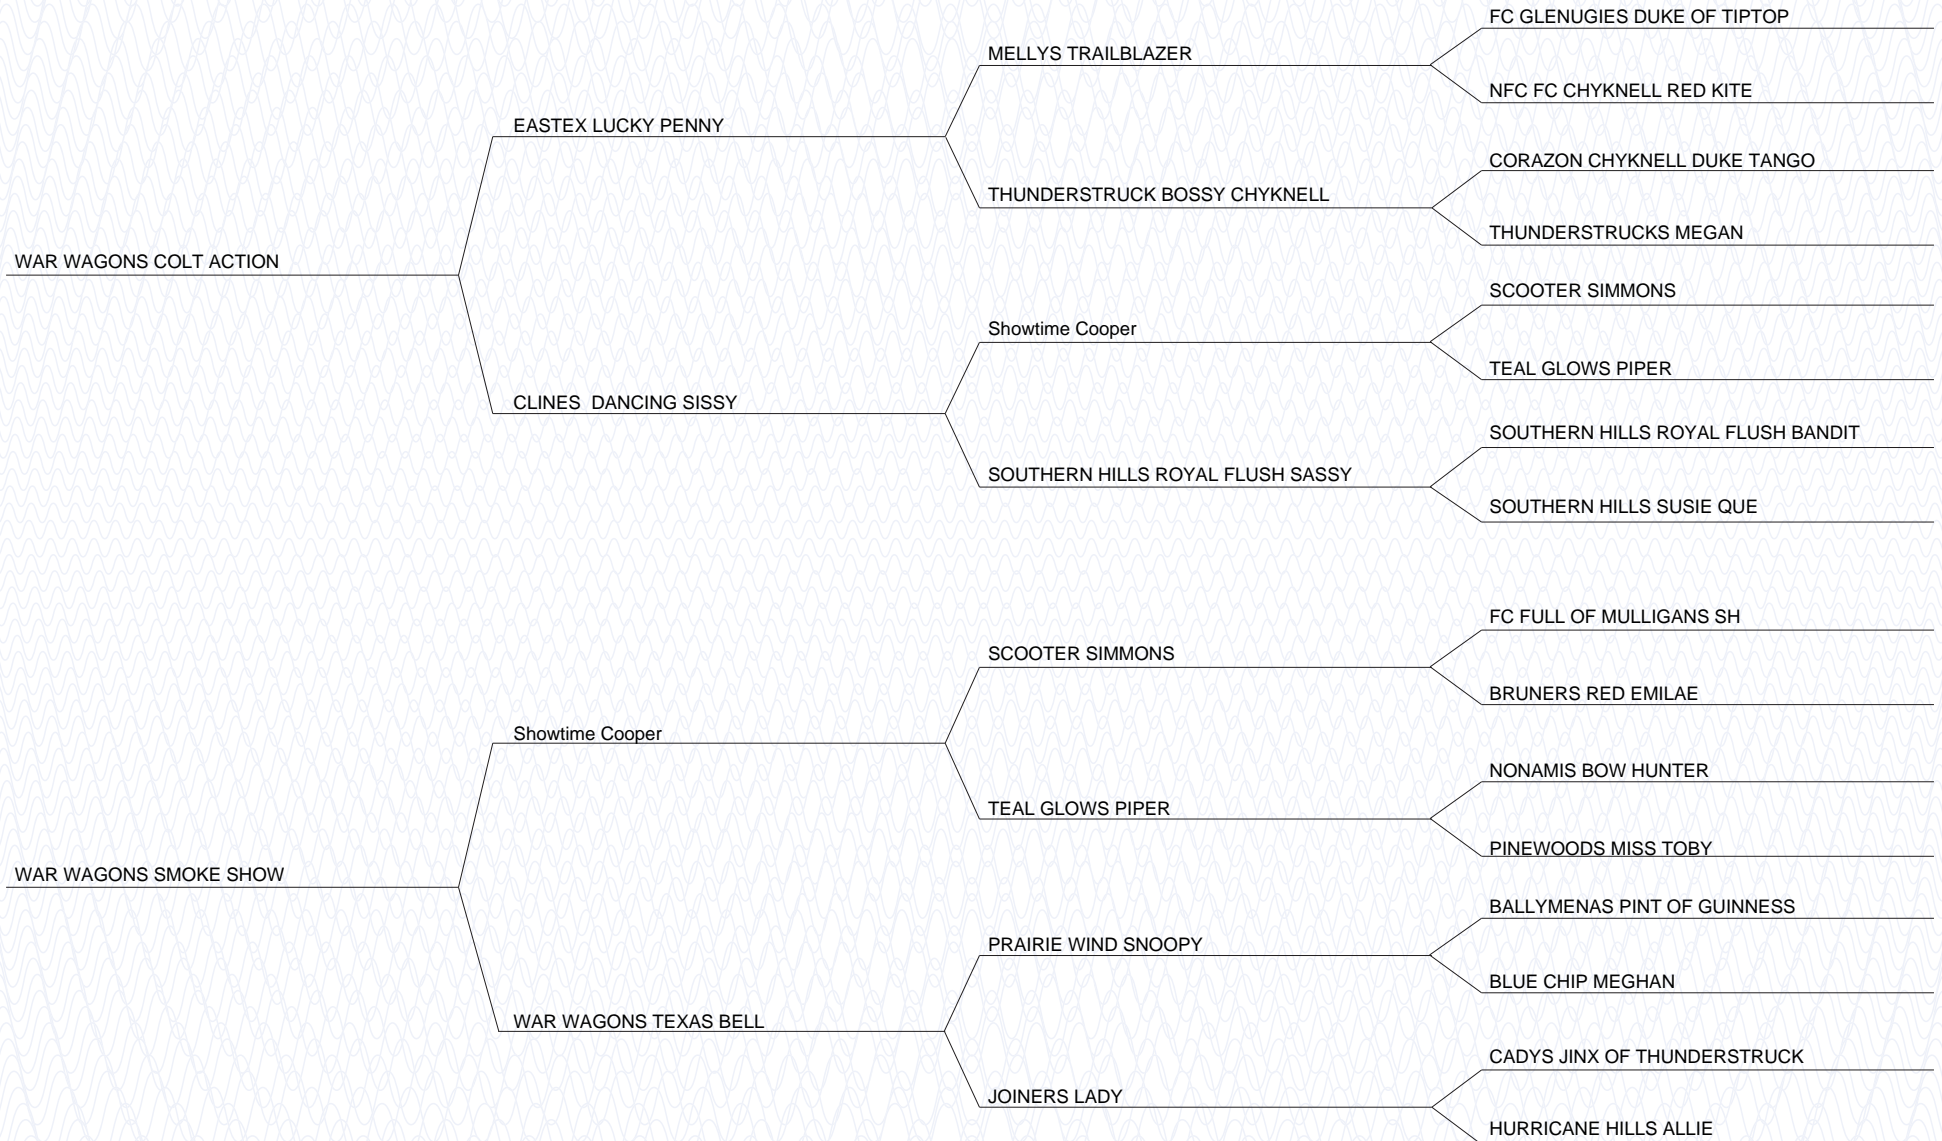 FC GLENUGIES DUKE OF TIPTOP
MELLYS TRAILBLAZER
NFC FC CHYKNELL RED KITE
EASTEX LUCKY PENNY
CORAZON CHYKNELL DUKE TANGO
THUNDERSTRUCK BOSSY CHYKNELL
THUNDERSTRUCKS MEGAN
WAR WAGONS COLT ACTION
SCOOTER SIMMONS
Showtime Cooper
TEAL GLOWS PIPER
CLINES  DANCING SISSY
SOUTHERN HILLS ROYAL FLUSH BANDIT
SOUTHERN HILLS ROYAL FLUSH SASSY
SOUTHERN HILLS SUSIE QUE
FC FULL OF MULLIGANS SH
SCOOTER SIMMONS
BRUNERS RED EMILAE
Showtime Cooper
NONAMIS BOW HUNTER
TEAL GLOWS PIPER
PINEWOODS MISS TOBY
WAR WAGONS SMOKE SHOW
BALLYMENAS PINT OF GUINNESS
PRAIRIE WIND SNOOPY
BLUE CHIP MEGHAN
WAR WAGONS TEXAS BELL
CADYS JINX OF THUNDERSTRUCK
JOINERS LADY
HURRICANE HILLS ALLIE